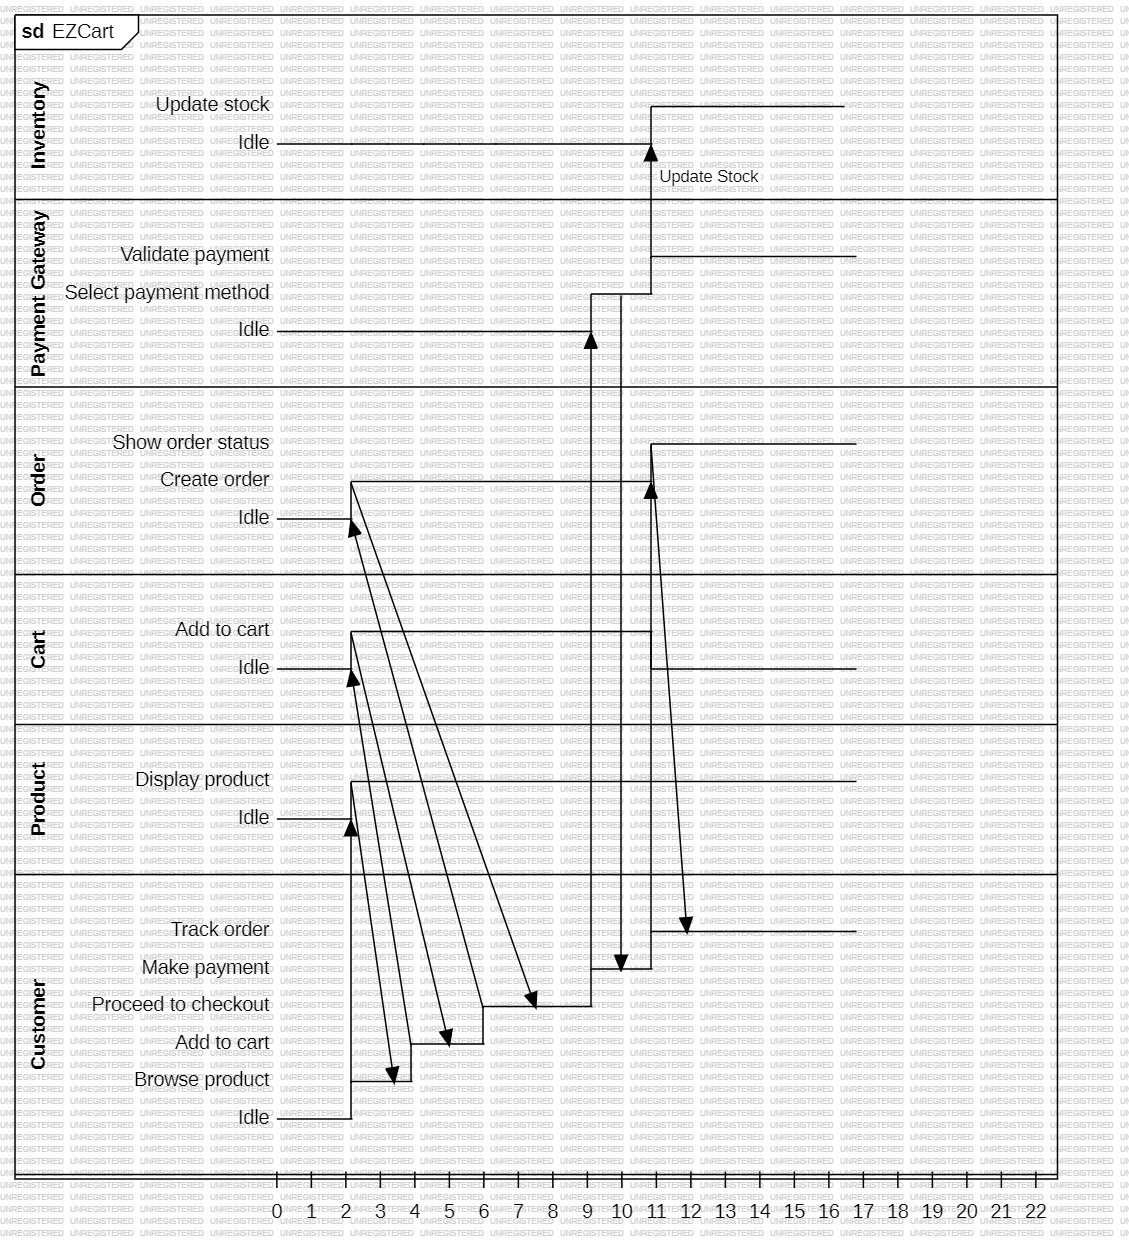 sd EZCart
Inventory
Update stock
Idle
Update Stock
Payment Gateway
Validate payment
Select payment method
Idle
Order
Show order status
Create order
Idle
Cart
Add to cart
Idle
Product
Display product
Idle
Customer
Track order
Make payment
Proceed to checkout
Add to cart
Browse product
Idle
0 1 2 3 4 5 6 7 8 9 10 11 12 13 14 15 16 17 18 19 20 21 22
UNREGISTERED